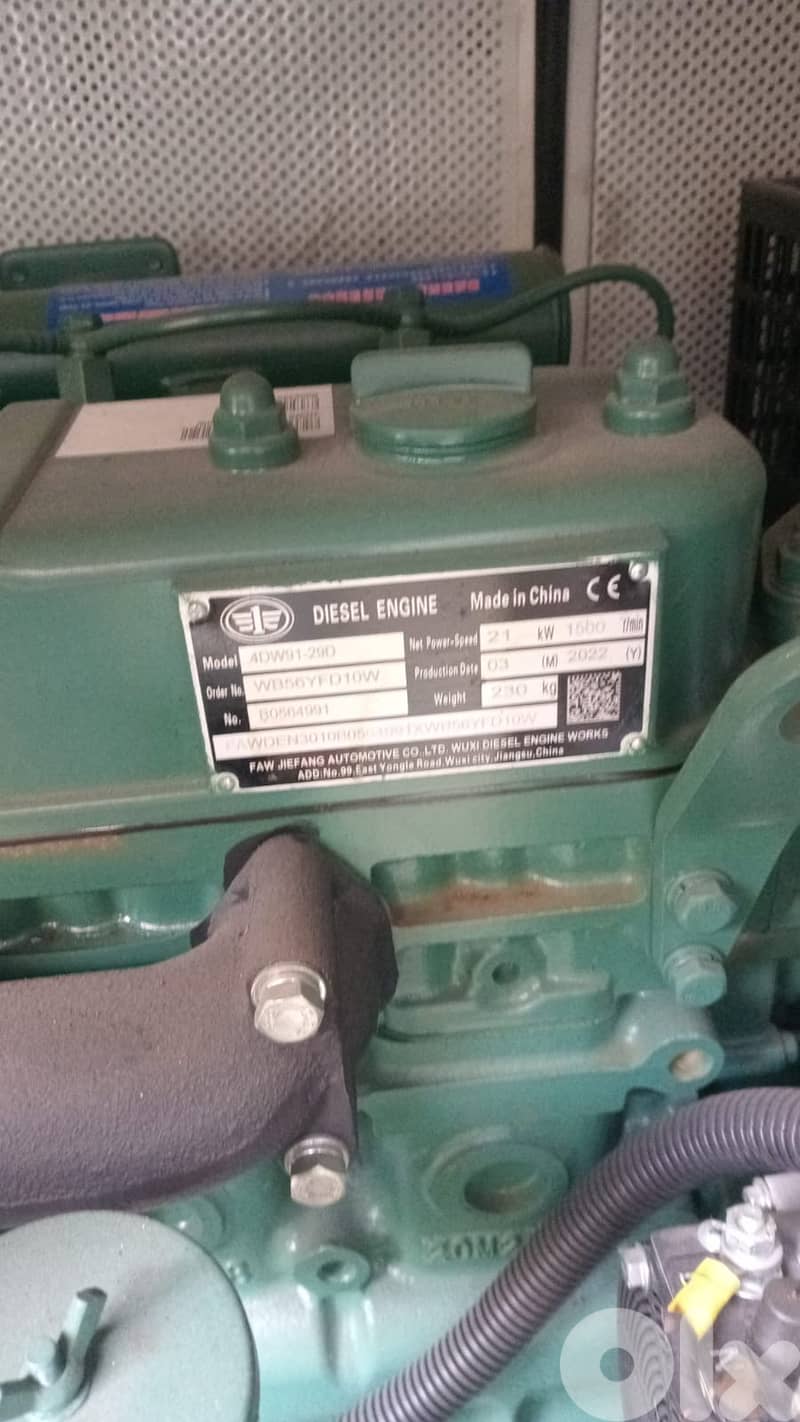 DIESEL ENGINE Made in China CE
Model 4DW91-29D Net Power-Speed 21 kW 1500 r/min
Order No. WB56YFD10W Production Date 03 (M) 2022 (Y)
No. B0564991 Weight 230 kg
FAW JIEFANG AUTOMOTIVE CO.,LTD. WUXI DIESEL ENGINE WORKS
ADD:No.99,East Yongle Road,Wuxi city,Jiangsu,China
olx